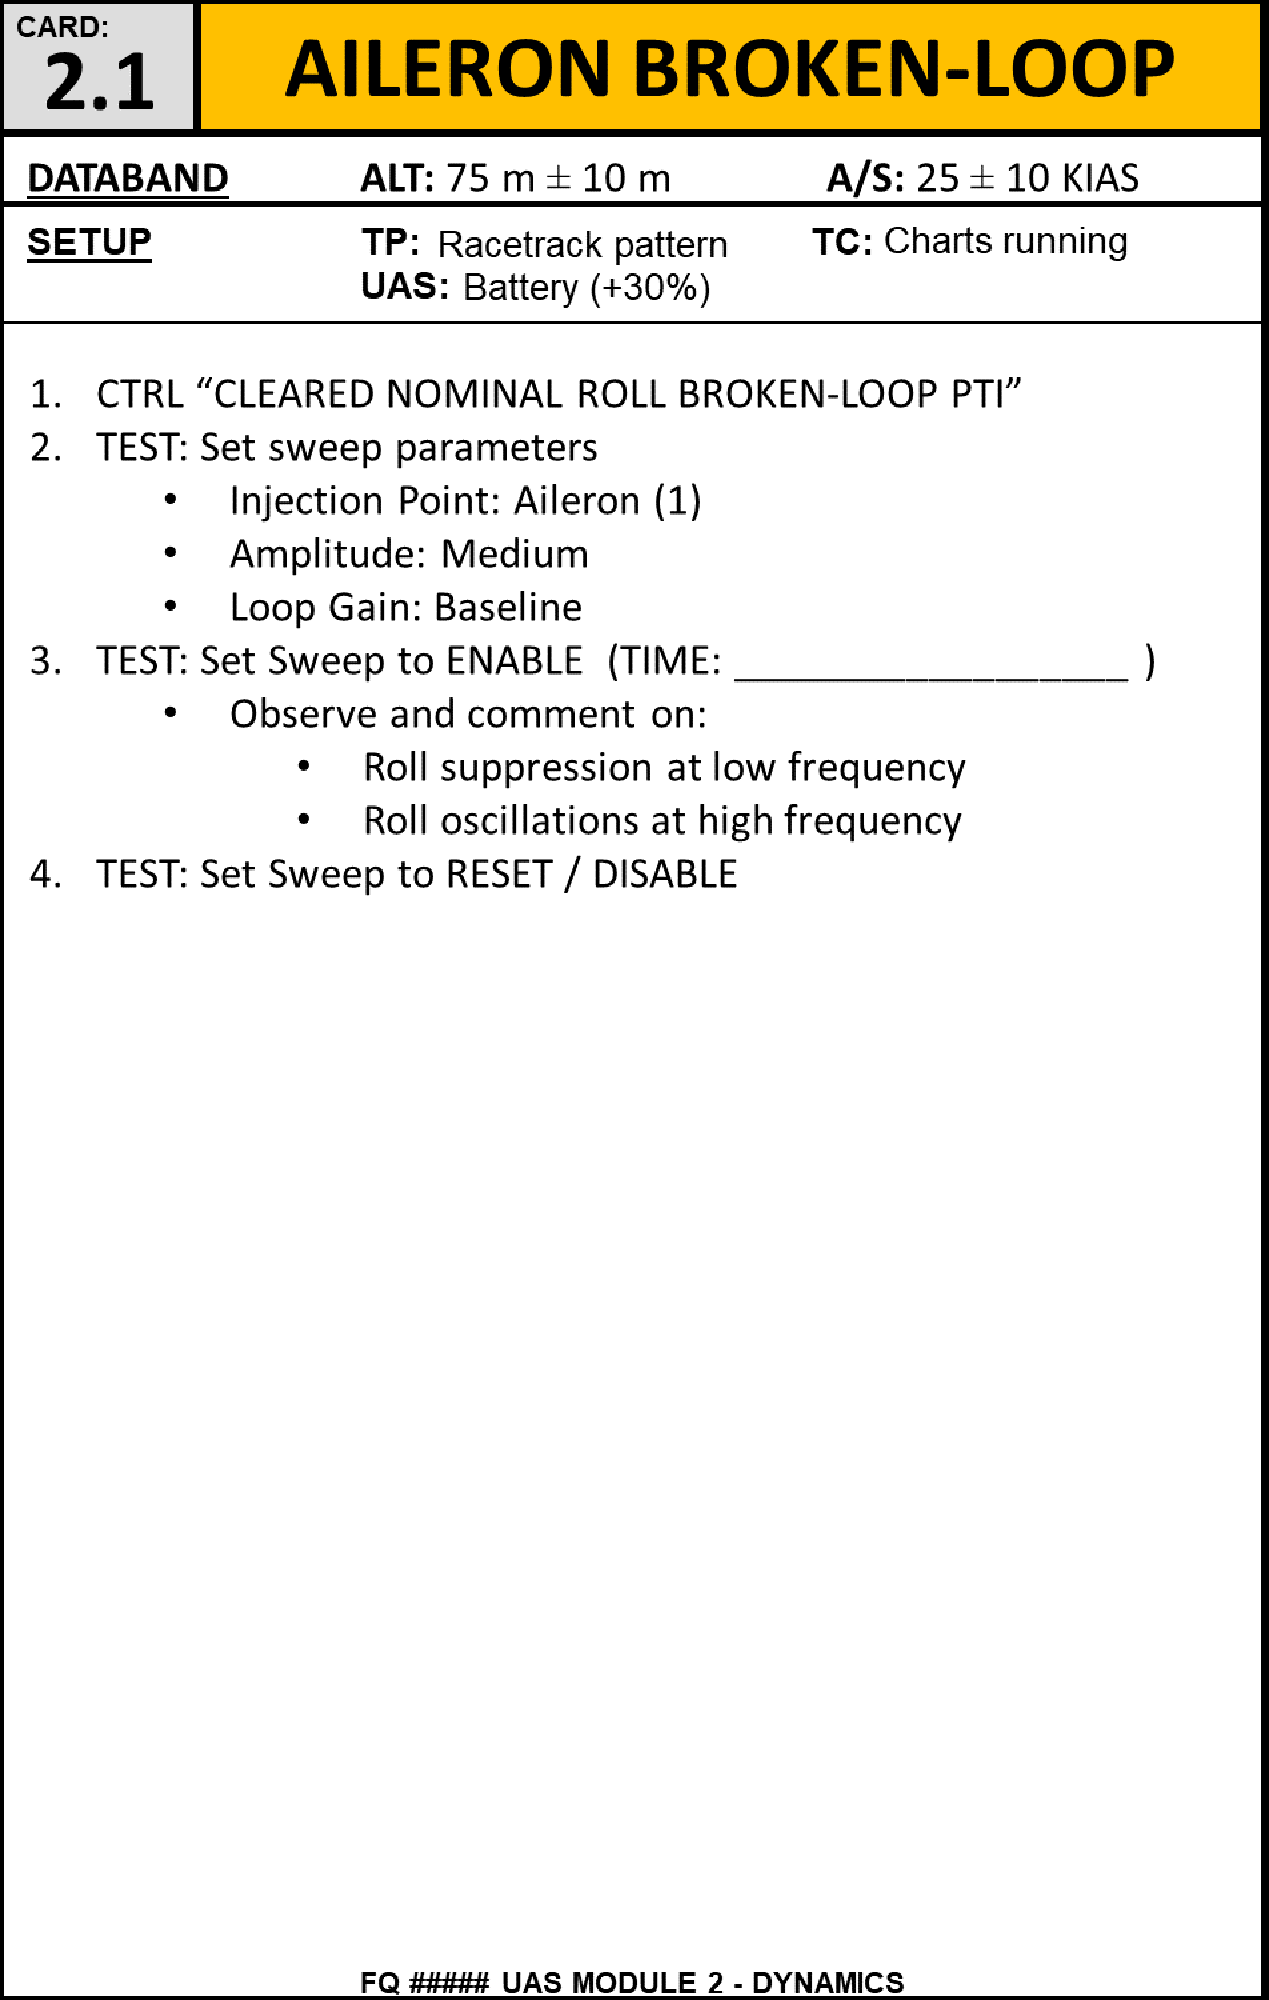 CARD:
2.1
AILERON BROKEN-LOOP
DATABAND ALT: 75 m ± 10 m A/S: 25 ± 10 KIAS
SETUP TP: Racetrack pattern TC: Charts running
UAS: Battery (+30%)
1. CTRL “CLEARED NOMINAL ROLL BROKEN-LOOP PTI”
2. TEST: Set sweep parameters
• Injection Point: Aileron (1)
• Amplitude: Medium
• Loop Gain: Baseline
3. TEST: Set Sweep to ENABLE (TIME: __________________ )
• Observe and comment on:
• Roll suppression at low frequency
• Roll oscillations at high frequency
4. TEST: Set Sweep to RESET / DISABLE
FQ ##### UAS MODULE 2 - DYNAMICS